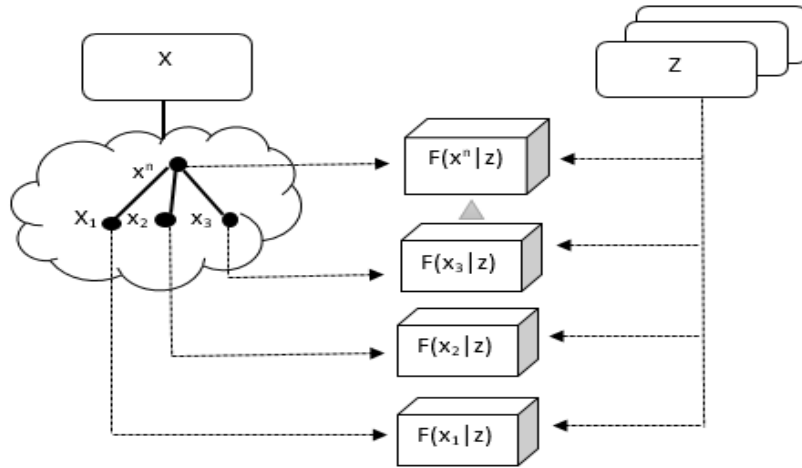 X
Z
xⁿ
F(xⁿ|z)
X₁ x₂ x₃
F(x₃|z)
F(x₂|z)
F(x₁|z)